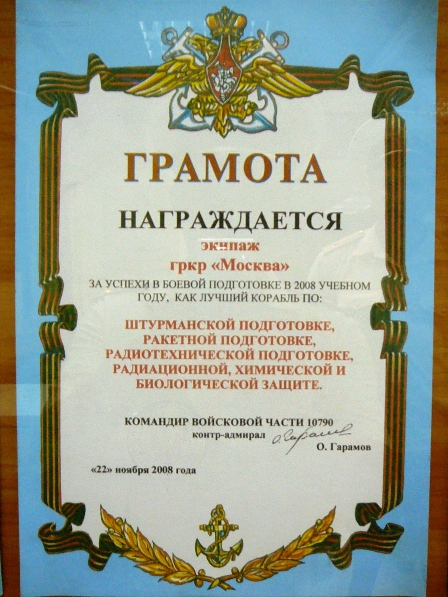 ГРАМОТА
НАГРАЖДАЕТСЯ
экипаж
гркр «Москва»
ЗА УСПЕХИ В БОЕВОЙ ПОДГОТОВКЕ В 2008 УЧЕБНОМ
ГОДУ, КАК ЛУЧШИЙ КОРАБЛЬ ПО:
ШТУРМАНСКОЙ ПОДГОТОВКЕ,
РАКЕТНОЙ ПОДГОТОВКЕ,
РАДИОТЕХНИЧЕСКОЙ ПОДГОТОВКЕ,
РАДИАЦИОННОЙ, ХИМИЧЕСКОЙ И
БИОЛОГИЧЕСКОЙ ЗАЩИТЕ.
КОМАНДИР ВОЙСКОВОЙ ЧАСТИ 10790
контр-адмирал
О. Гарамов
«22» ноября 2008 года